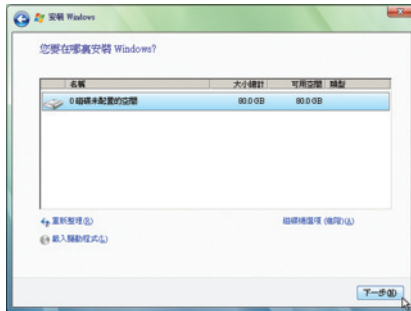 安裝 Windows
您要在哪裏安裝 Windows?
名稱 大小總計 可用空間 類型
0 磁碟未配置的空間 80.0 GB 80.0 GB
重新整理(R) 磁碟機選項 (進階)(A)
載入驅動程式(L)
下一步(N)